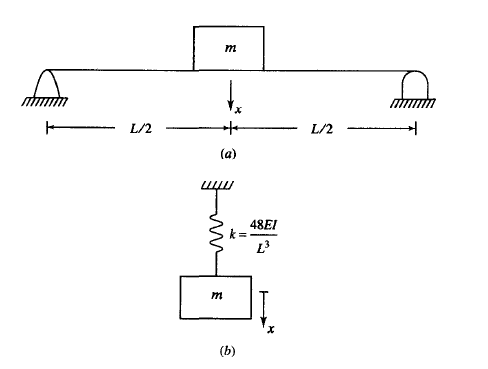 m
x
L/2 L/2
(a)
k = 48EI / L³
m
x
(b)